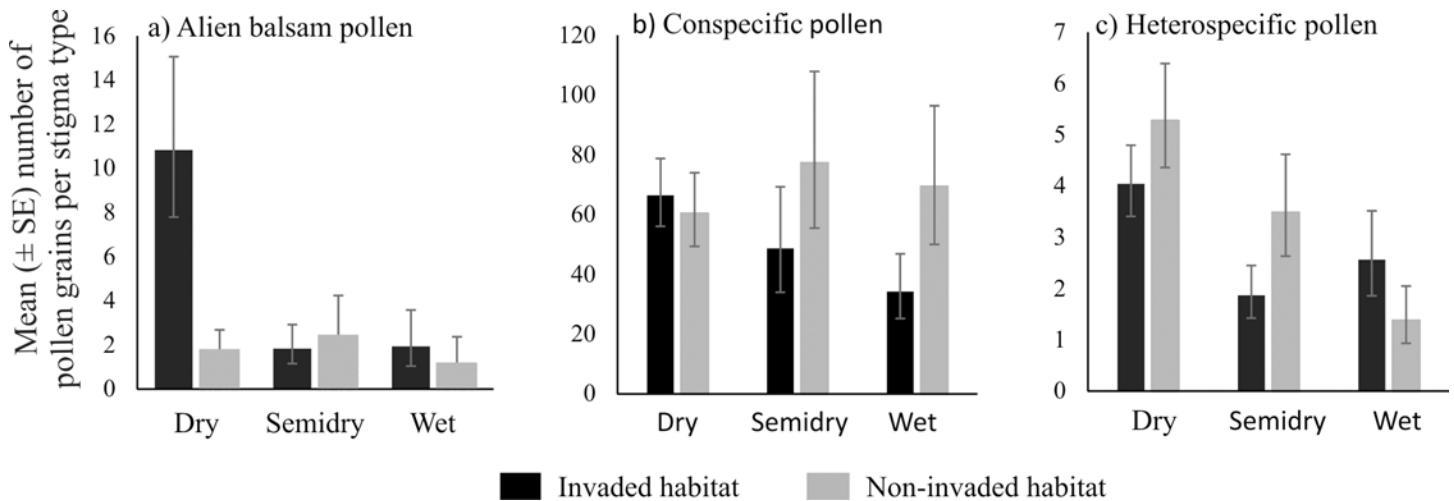 Mean (± SE) number of
pollen grains per stigma type
a) Alien balsam pollen
16
14
12
10
8
6
4
2
0
Dry Semidry Wet
b) Conspecific pollen
120
100
80
60
40
20
0
Dry Semidry Wet
c) Heterospecific pollen
7
6
5
4
3
2
1
0
Dry Semidry Wet
Invaded habitat Non-invaded habitat